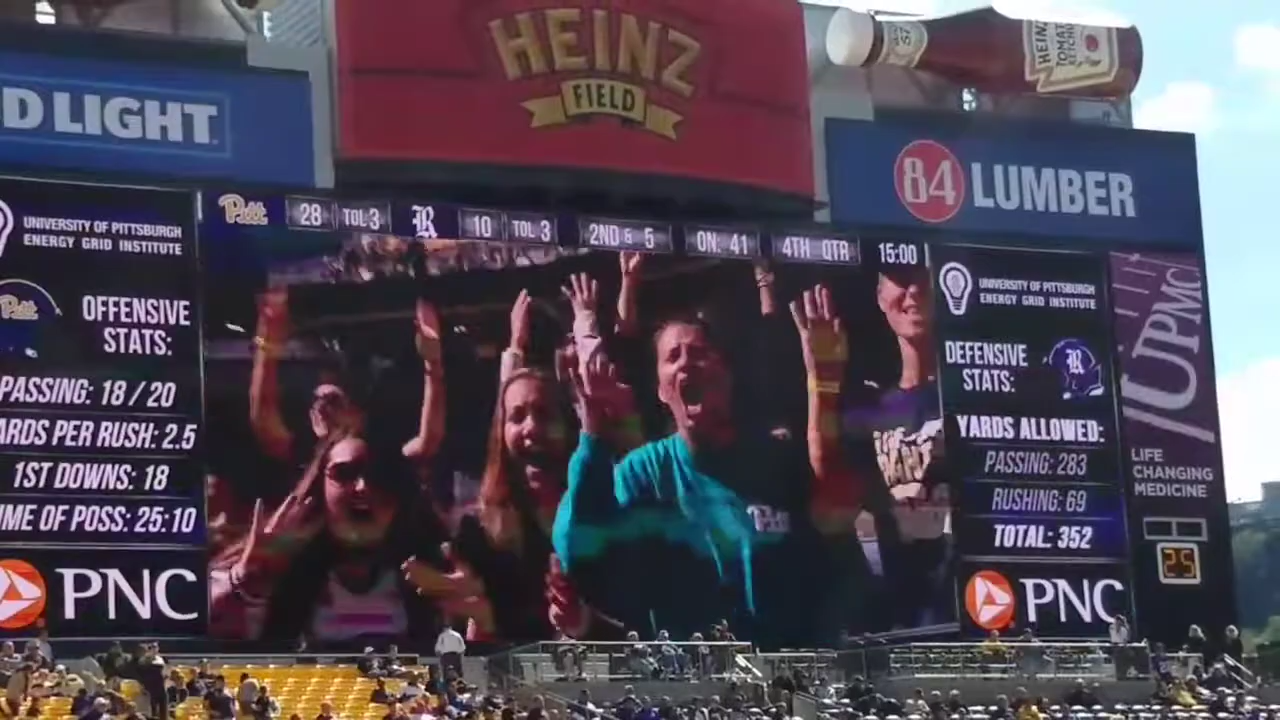 HEINZ
FIELD
HEINZ
TOMATO
KETCHUP
57
D LIGHT
84 LUMBER
Pitt 28 TOL 3 R 10 TOL 3 2ND & 5 ON: 41 4TH QTR 15:00
UNIVERSITY OF PITTSBURGH
ENERGY GRID INSTITUTE
Pitt
OFFENSIVE
STATS:
PASSING: 18 / 20
ARDS PER RUSH: 2.5
1ST DOWNS: 18
IME OF POSS: 25:10
PNC
Pitt
UNIVERSITY OF PITTSBURGH
ENERGY GRID INSTITUTE
DEFENSIVE
STATS:
R
YARDS ALLOWED:
PASSING: 283
RUSHING: 69
TOTAL: 352
PNC
UPMC
LIFE
CHANGING
MEDICINE
25